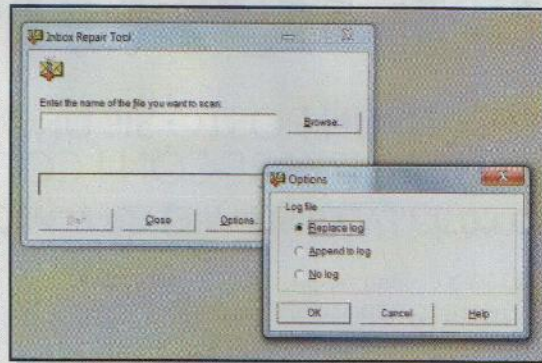 Inbox Repair Tool
Enter the name of the file you want to scan:
Browse...
Start
Close
Options...
Options
Log file
Replace log
Append to log
No log
OK
Cancel
Help